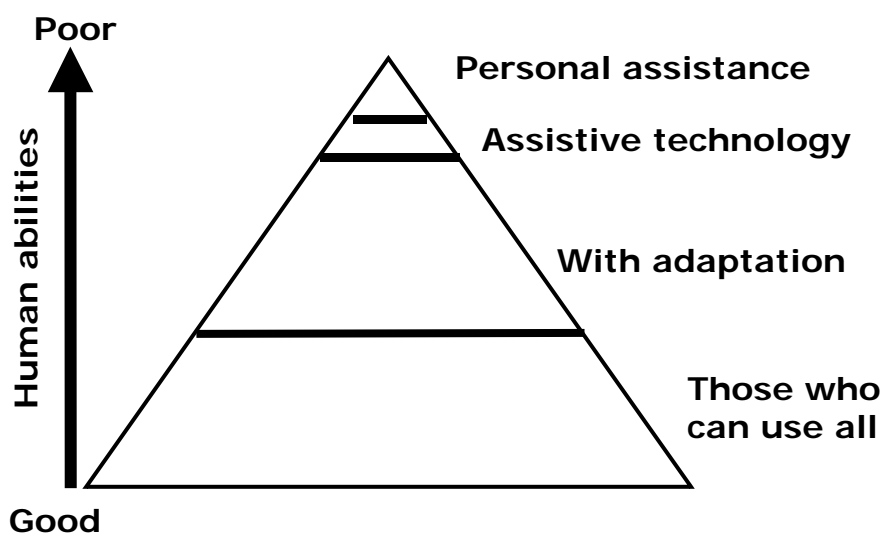 Poor
Personal assistance
Assistive technology
Human abilities
With adaptation
Those who
can use all
Good